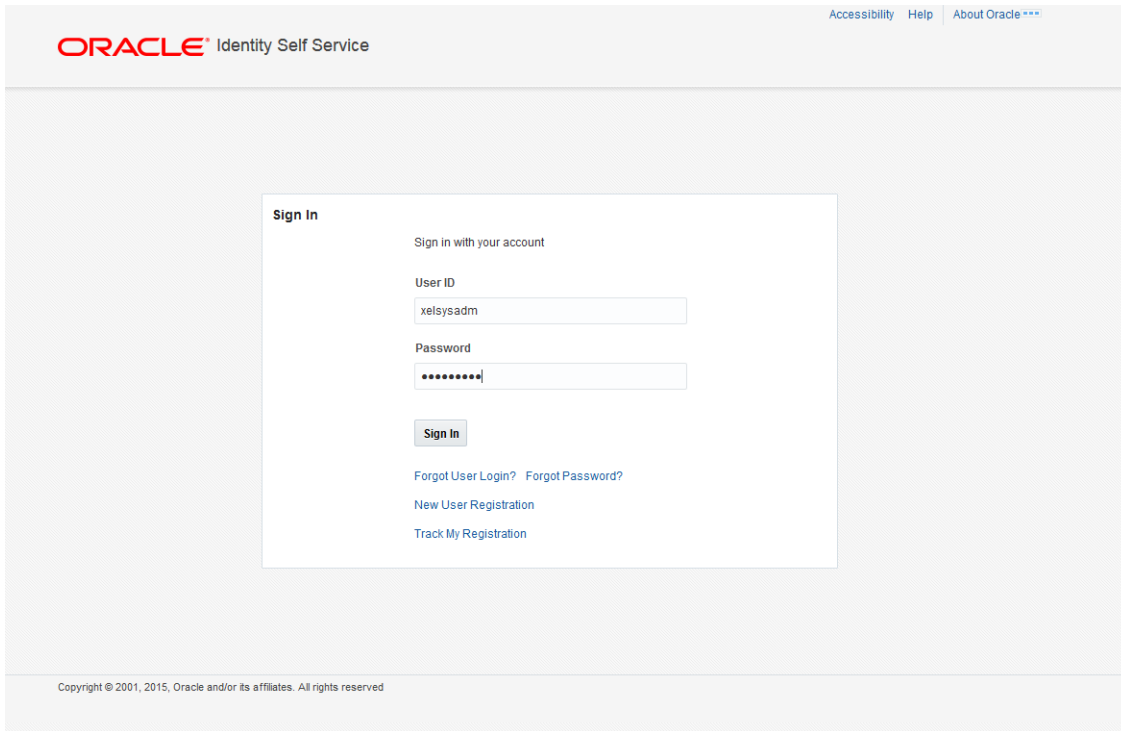 Accessibility Help About Oracle
ORACLE® Identity Self Service
Sign In
Sign in with your account
User ID
xelsysadm
Password
•••••••••
Sign In
Forgot User Login? Forgot Password?
New User Registration
Track My Registration
Copyright © 2001, 2015, Oracle and/or its affiliates. All rights reserved